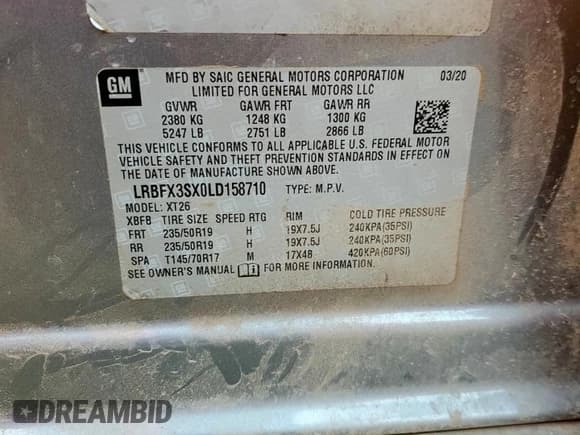 GM
MFD BY SAIC GENERAL MOTORS CORPORATION 03/20
LIMITED FOR GENERAL MOTORS LLC
GVWR GAWR FRT GAWR RR
2380 KG 1248 KG 1300 KG
5247 LB 2751 LB 2866 LB
THIS VEHICLE CONFORMS TO ALL APPLICABLE U.S. FEDERAL MOTOR
VEHICLE SAFETY AND THEFT PREVENTION STANDARDS IN EFFECT ON
THE DATE OF MANUFACTURE SHOWN ABOVE.
LRBFX3SX0LD158710 TYPE: M.P.V.
MODEL: XT26
XBFB TIRE SIZE SPEED RTG RIM COLD TIRE PRESSURE
FRT 235/50R19 H 19X7.5J 240KPA(35PSI)
RR 235/50R19 H 19X7.5J 240KPA(35PSI)
SPA T145/70R17 M 17X4B 420KPA(60PSI)
SEE OWNER'S MANUAL FOR MORE INFORMATION.
DREAMBID